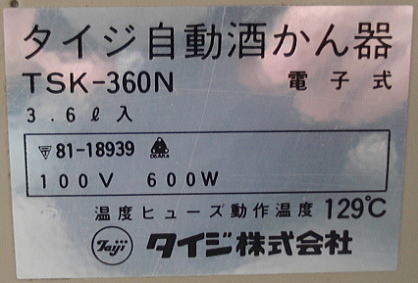 タイジ自動酒かん器
TSK-360N 電子式
3.6ℓ入
〒81-18939 OSAKA
100V 600W
温度ヒューズ動作温度 129℃
Taiji タイジ株式会社